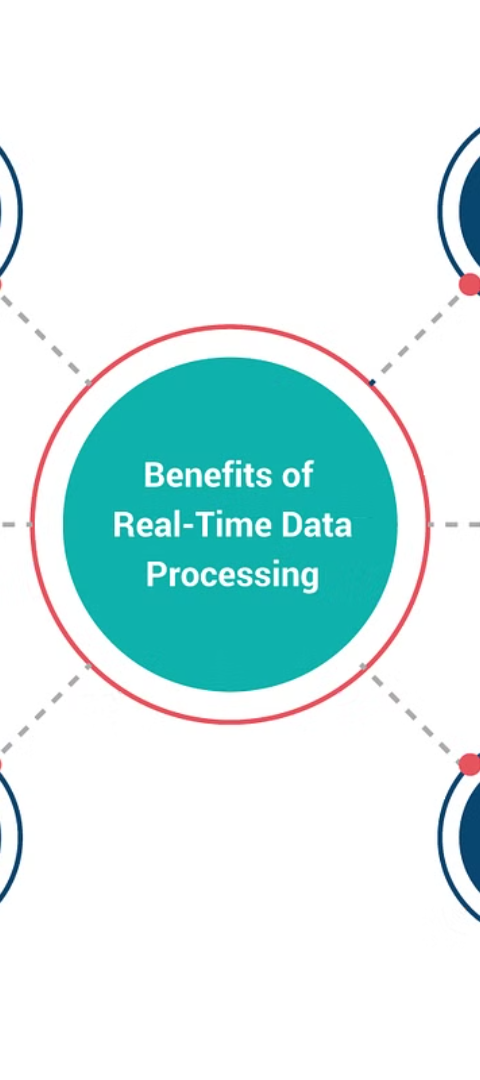 Benefits of
Real-Time Data
Processing